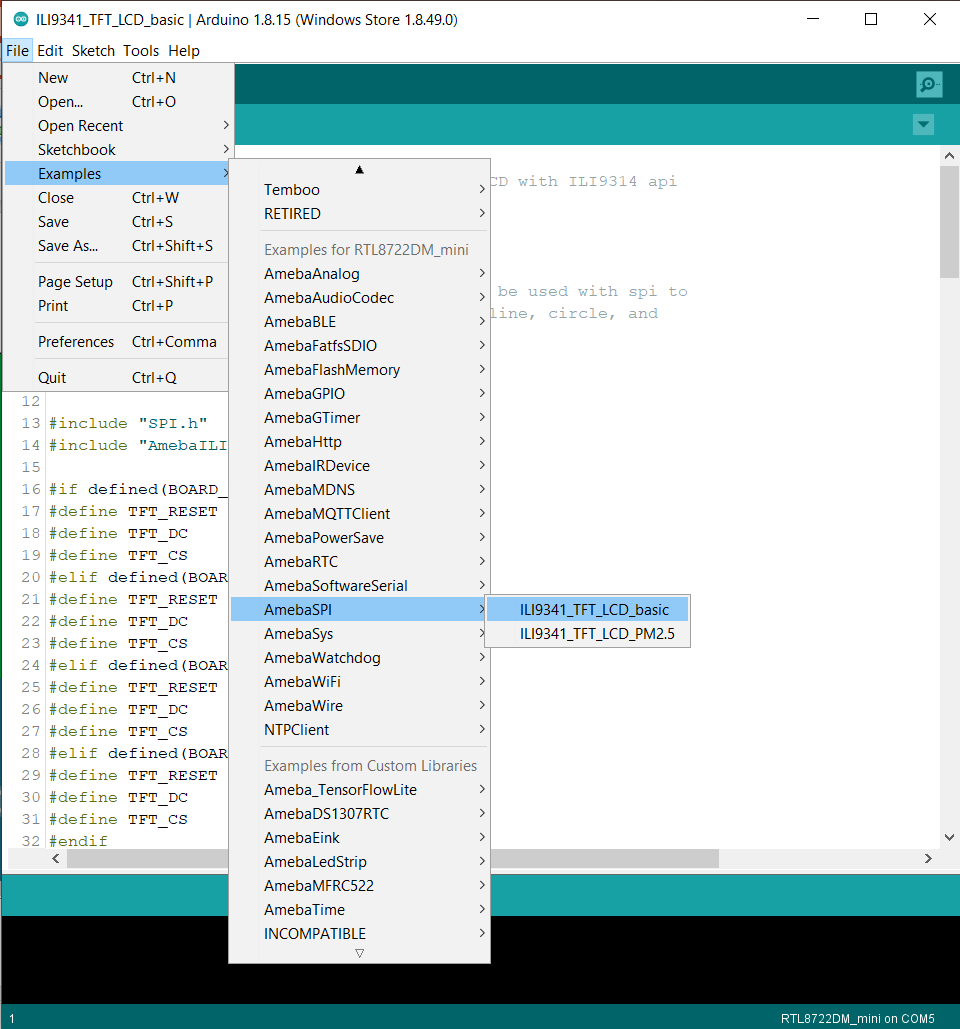 ILI9341_TFT_LCD_basic | Arduino 1.8.15 (Windows Store 1.8.49.0)
File Edit Sketch Tools Help
New Ctrl+N
Open... Ctrl+O
Open Recent
Sketchbook
Examples
Close Ctrl+W
Save Ctrl+S
Save As... Ctrl+Shift+S
Page Setup Ctrl+Shift+P
Print Ctrl+P
Preferences Ctrl+Comma
Quit Ctrl+Q
Temboo
RETIRED
Examples for RTL8722DM_mini
AmebaAnalog
AmebaAudioCodec
AmebaBLE
AmebaFatfsSDIO
AmebaFlashMemory
AmebaGPIO
AmebaGTimer
AmebaHttp
AmebaIRDevice
AmebaMDNS
AmebaMQTTClient
AmebaPowerSave
AmebaRTC
AmebaSoftwareSerial
AmebaSPI
AmebaSys
AmebaWatchdog
AmebaWiFi
AmebaWire
NTPClient
Examples from Custom Libraries
Ameba_TensorFlowLite
AmebaDS1307RTC
AmebaEink
AmebaLedStrip
AmebaMFRC522
AmebaTime
INCOMPATIBLE
ILI9341_TFT_LCD_basic
ILI9341_TFT_LCD_PM2.5
CD with ILI9314 api
be used with spi to
line, circle, and
12
13 #include "SPI.h"
14 #include "AmebaILI
15
16 #if defined(BOARD_
17 #define TFT_RESET
18 #define TFT_DC
19 #define TFT_CS
20 #elif defined(BOAR
21 #define TFT_RESET
22 #define TFT_DC
23 #define TFT_CS
24 #elif defined(BOAR
25 #define TFT_RESET
26 #define TFT_DC
27 #define TFT_CS
28 #elif defined(BOAR
29 #define TFT_RESET
30 #define TFT_DC
31 #define TFT_CS
32 #endif
1 RTL8722DM_mini on COM5